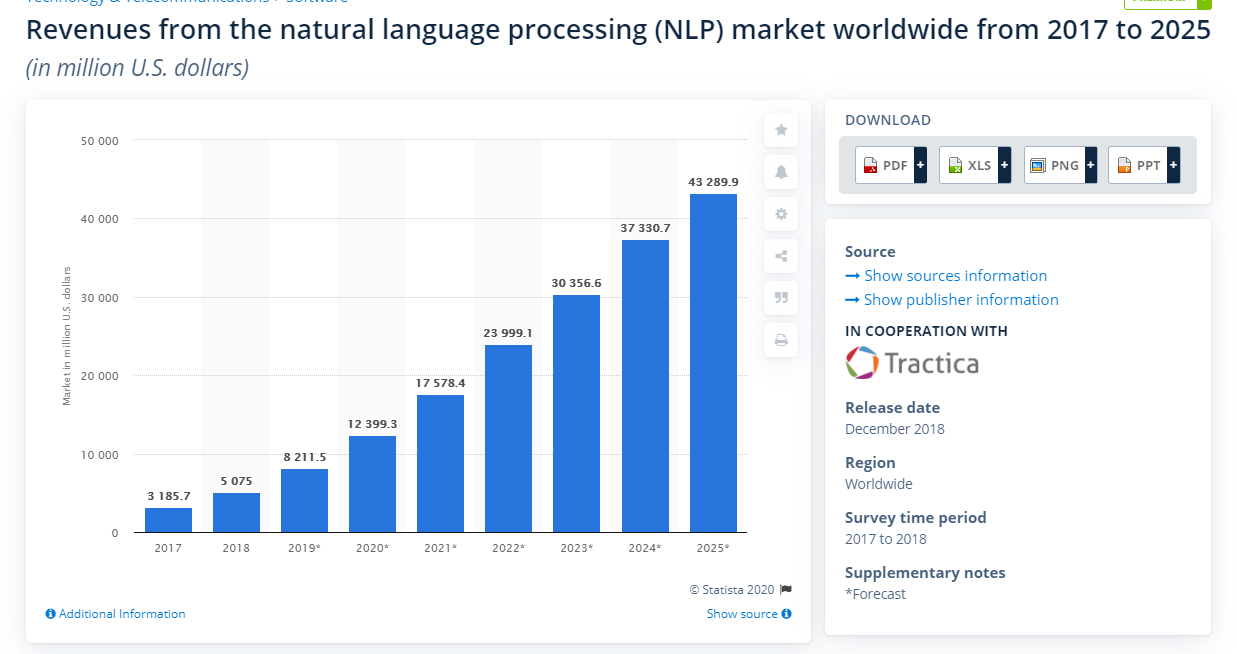 Technology & Telecommunications › Software
PREMIUM
Revenues from the natural language processing (NLP) market worldwide from 2017 to 2025
(in million U.S. dollars)
Market in million U.S. dollars
50 000
40 000
30 000
20 000
10 000
0
3 185.7
5 075
8 211.5
12 399.3
17 578.4
23 999.1
30 356.6
37 330.7
43 289.9
2017
2018
2019*
2020*
2021*
2022*
2023*
2024*
2025*
© Statista 2020
Additional Information
Show source
DOWNLOAD
PDF +
XLS +
PNG +
PPT +
Source
Show sources information
Show publisher information
IN COOPERATION WITH
Tractica
Release date
December 2018
Region
Worldwide
Survey time period
2017 to 2018
Supplementary notes
*Forecast